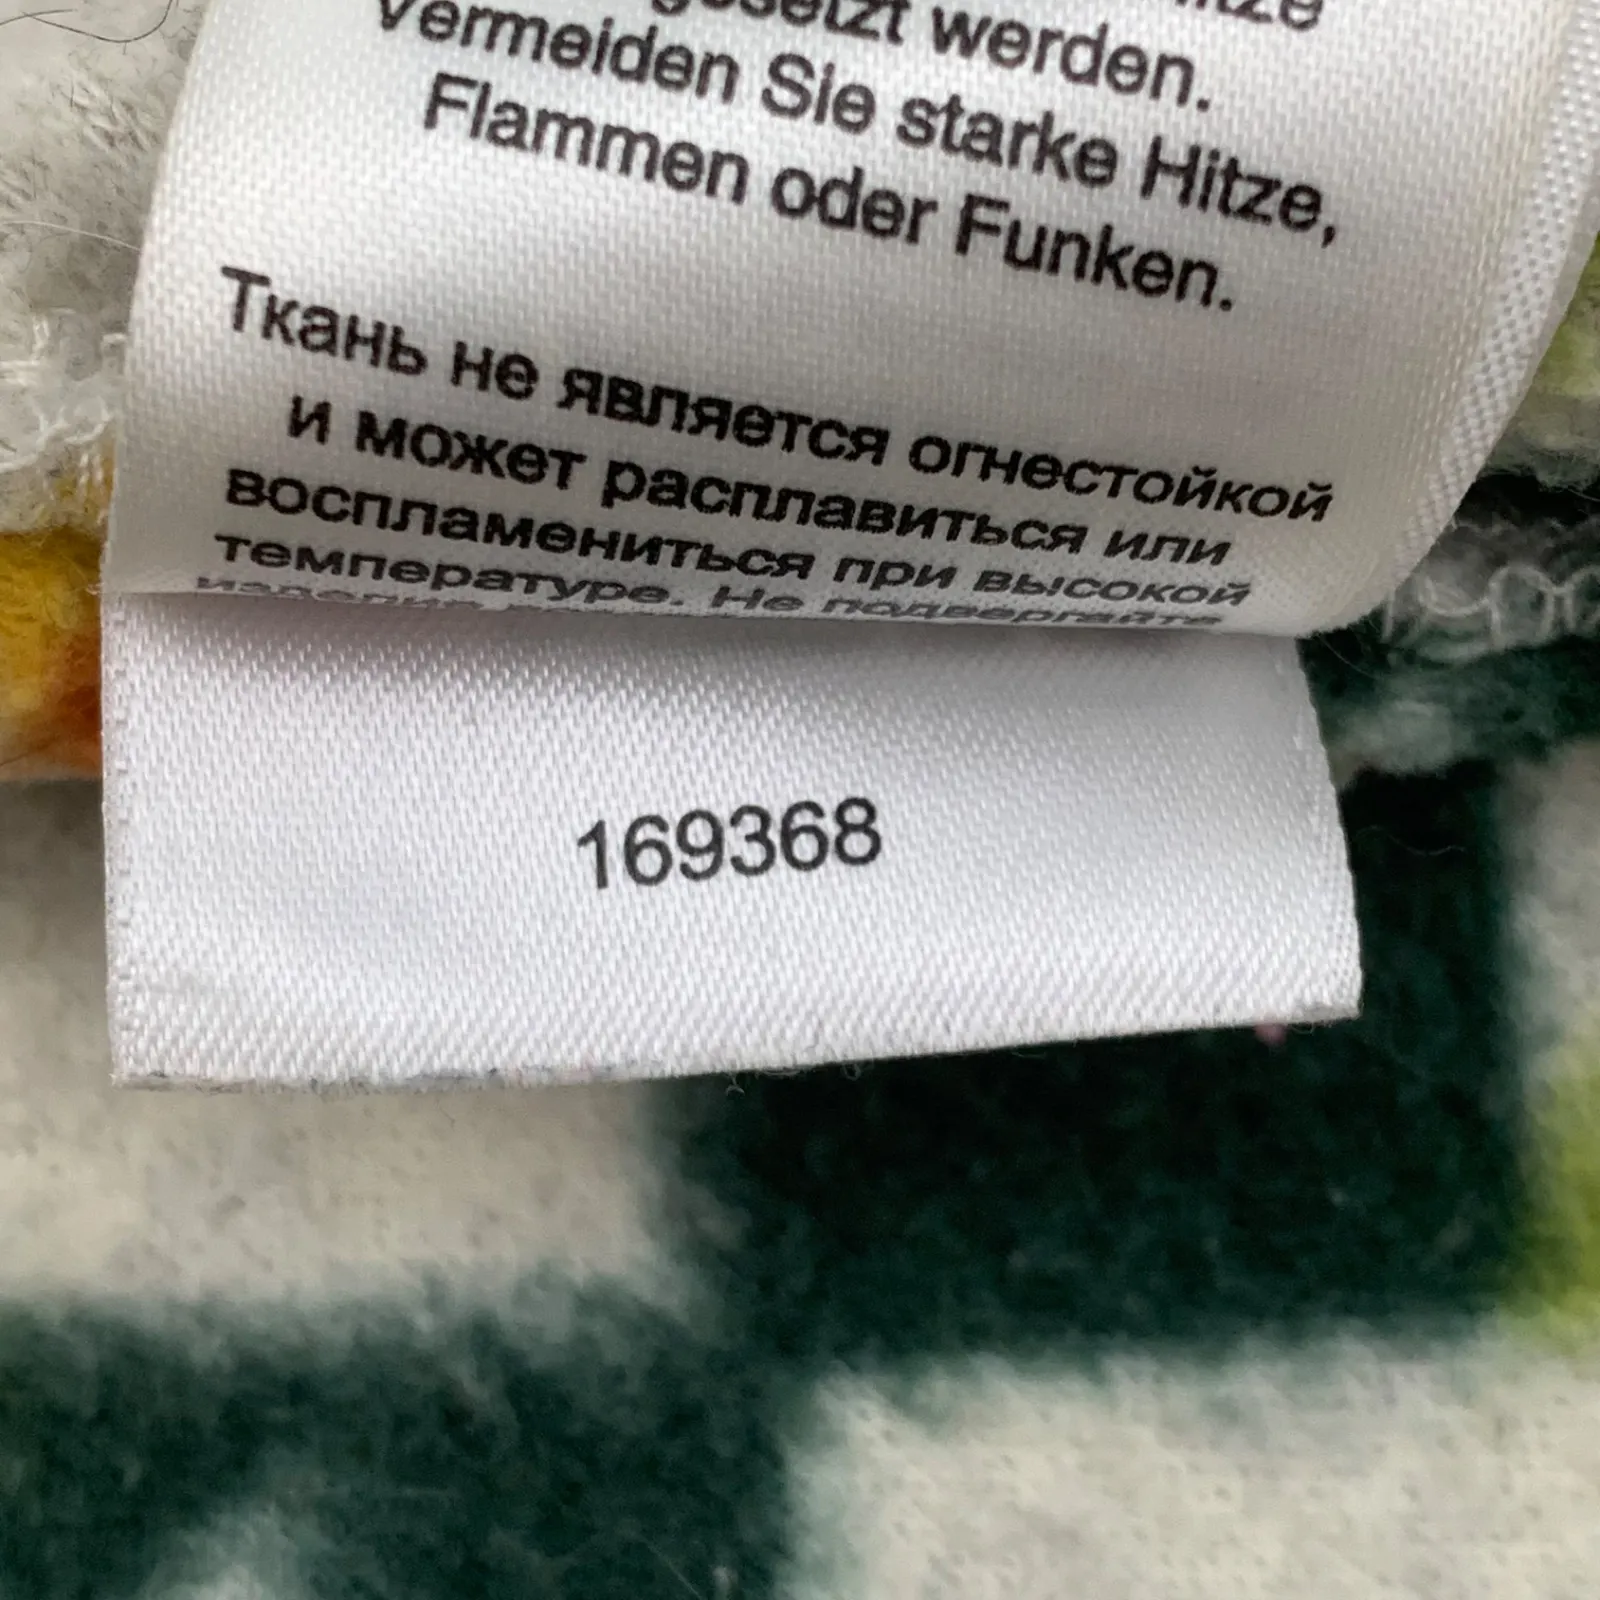 gesetzt werden.
Vermeiden Sie starke Hitze,
Flammen oder Funken.
Ткань не является огнестойкой
и может расплавиться или
воспламениться при высокой
температуре. Не подвергайте
169368